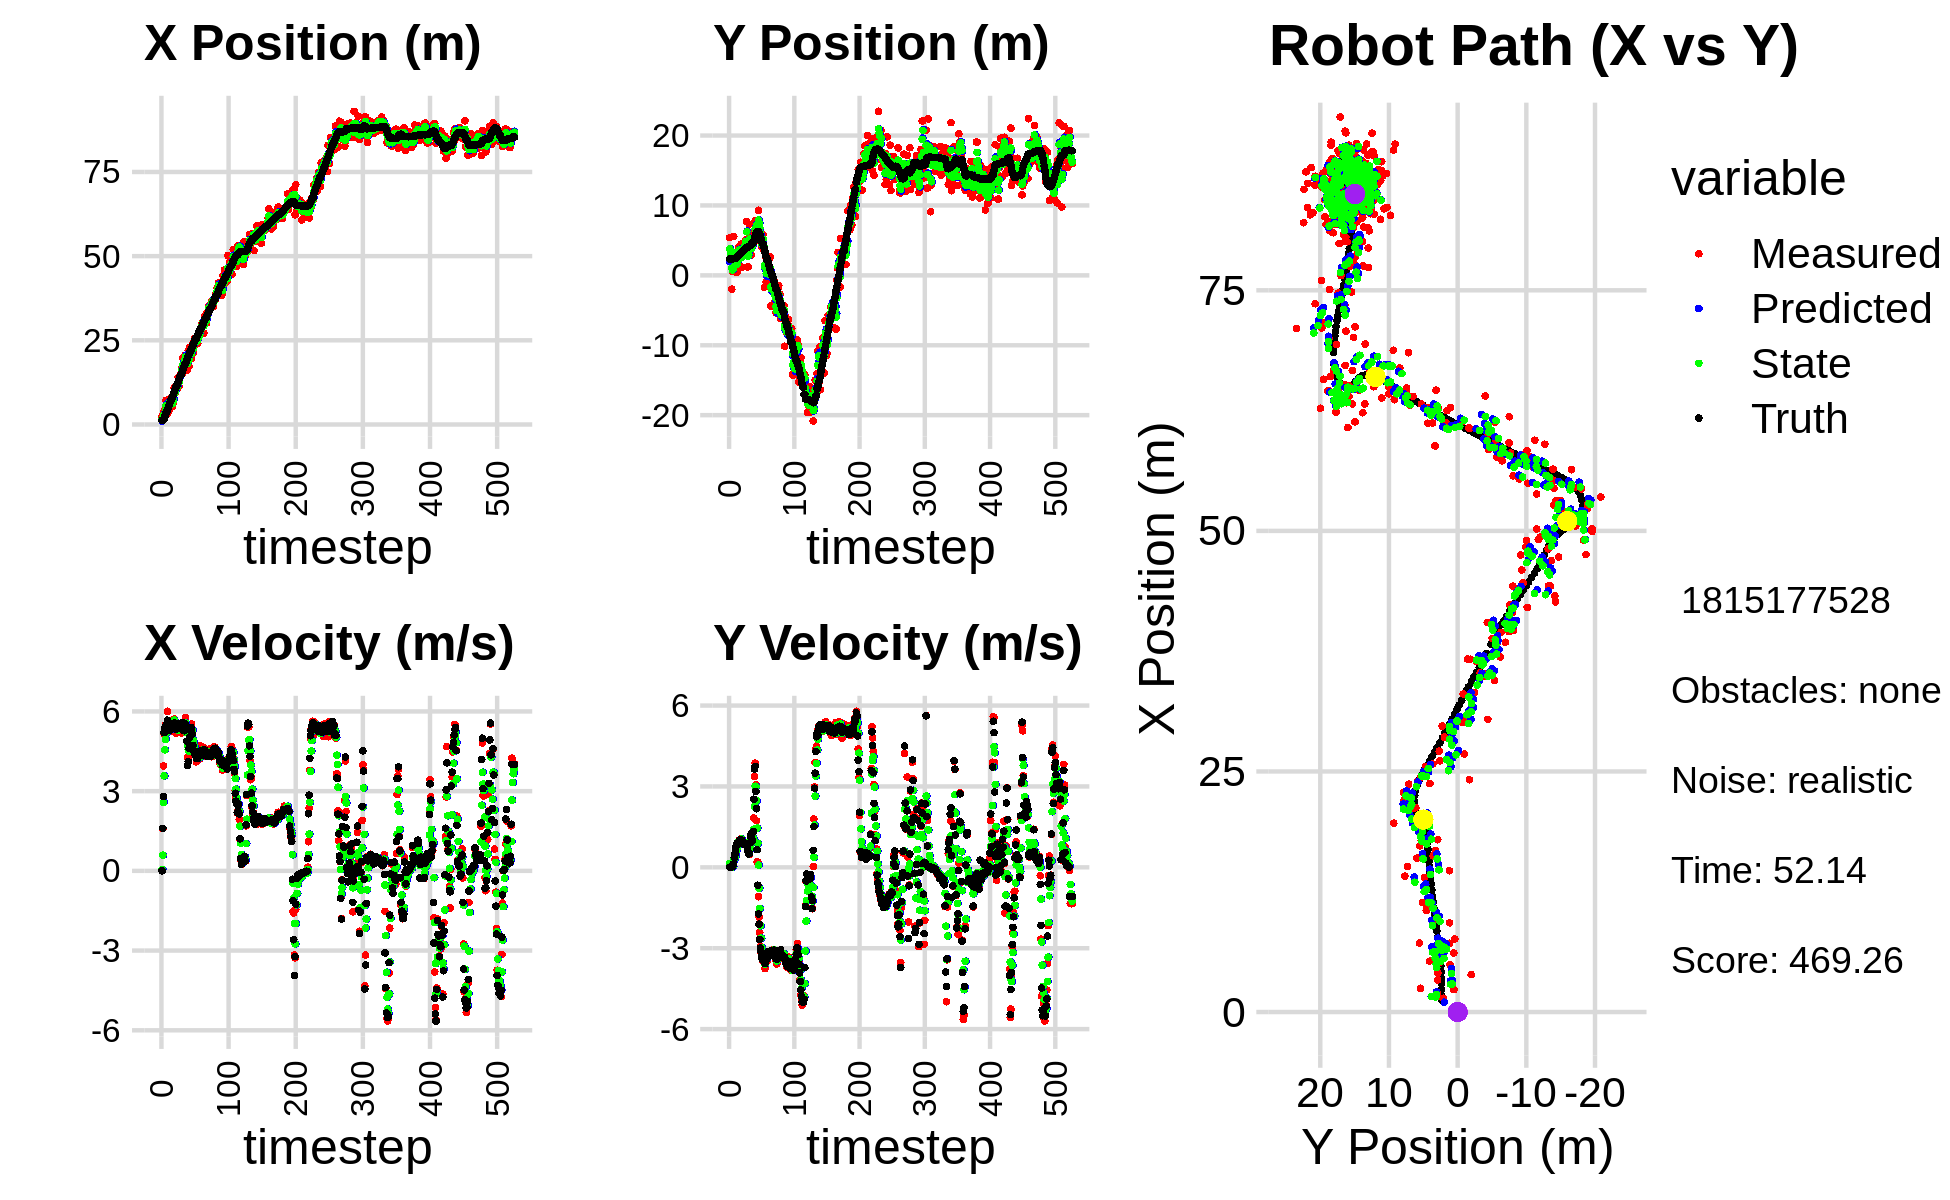 X Position (m)
75
50
25
0
0 100 200 300 400 500
timestep
Y Position (m)
20
10
0
-10
-20
0 100 200 300 400 500
timestep
X Velocity (m/s)
6
3
0
-3
-6
0 100 200 300 400 500
timestep
Y Velocity (m/s)
6
3
0
-3
-6
0 100 200 300 400 500
timestep
Robot Path (X vs Y)
X Position (m)
75
50
25
0
20 10 0 -10 -20
Y Position (m)
variable
Measured
Predicted
State
Truth
1815177528
Obstacles: none
Noise: realistic
Time: 52.14
Score: 469.26